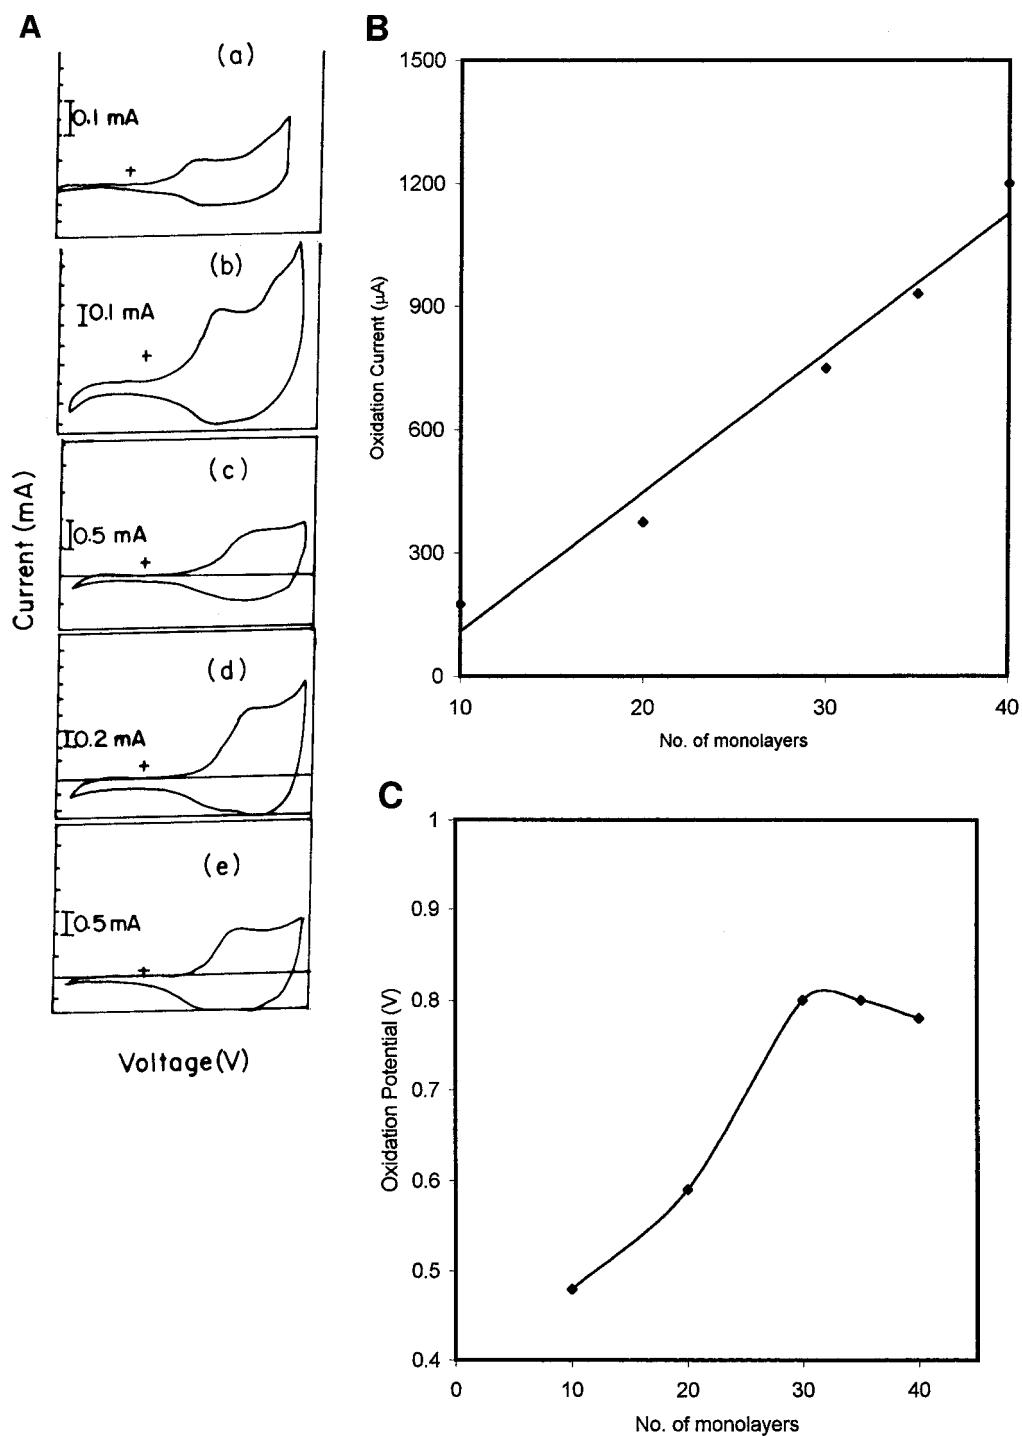 A
(a)
0.1 mA
+
(b)
0.1 mA
+
(c)
0.5 mA
+
(d)
0.2 mA
+
(e)
0.5 mA
+
Current (mA)
Voltage (V)
B
1500
1200
900
600
300
0
10 20 30 40
Oxidation Current (μA)
No. of monolayers
C
1
0.9
0.8
0.7
0.6
0.5
0.4
0 10 20 30 40
Oxidation Potential (V)
No. of monolayers